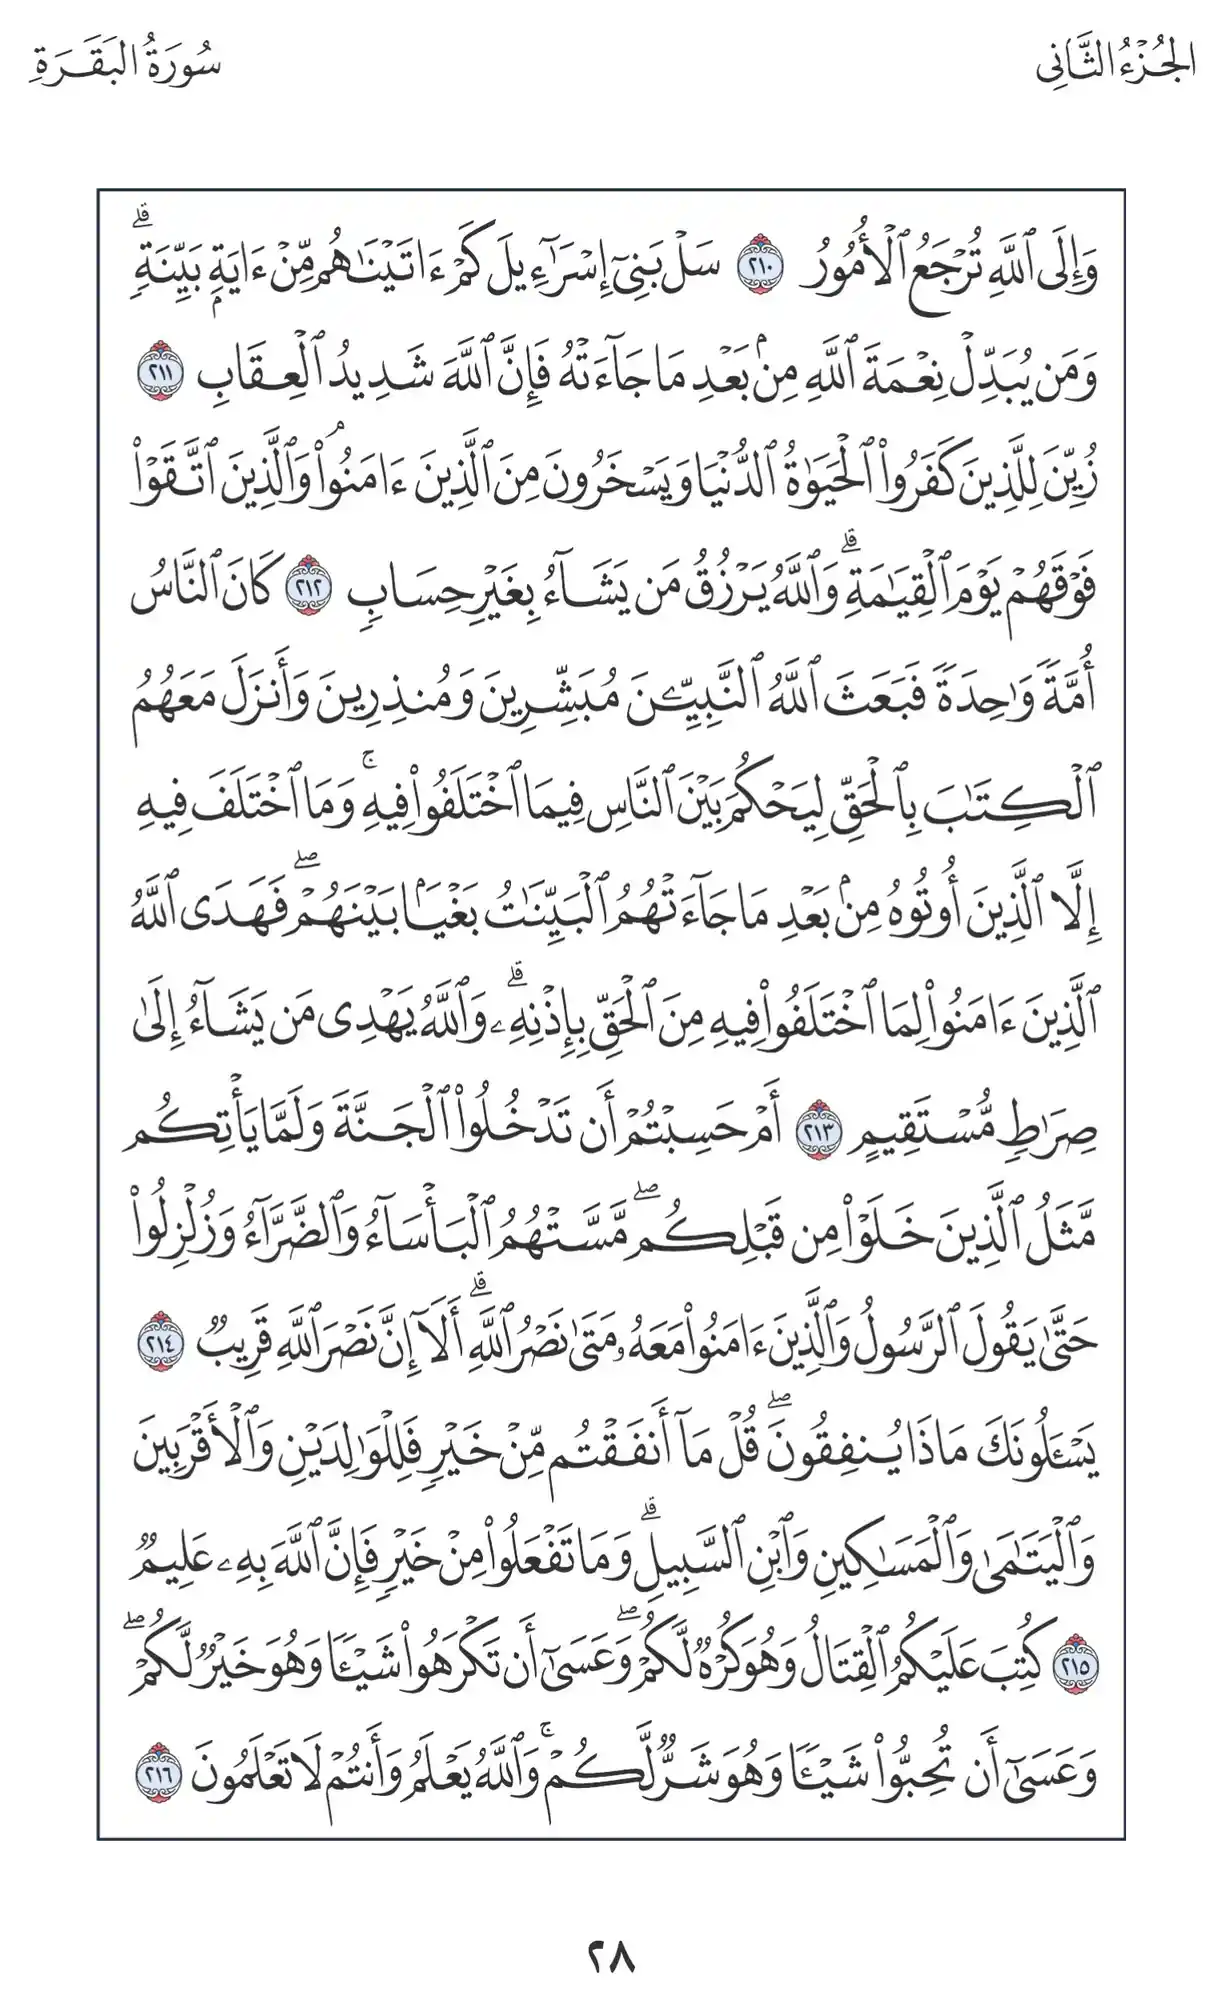 الجُزْءُ الثَّانِي
سُورَةُ البَقَرَةِ
وَإِلَى ٱللَّهِ تُرۡجَعُ ٱلۡأُمُورُ ٢١٠ سَلۡ بَنِيٓ إِسۡرَٰٓءِيلَ كَمۡ ءَاتَيۡنَٰهُم مِّنۡ ءَايَةِۭ بَيِّنَةٖۗ
وَمَن يُبَدِّلۡ نِعۡمَةَ ٱللَّهِ مِنۢ بَعۡدِ مَا جَآءَتۡهُ فَإِنَّ ٱللَّهَ شَدِيدُ ٱلۡعِقَابِ ٢١١
زُيِّنَ لِلَّذِينَ كَفَرُواْ ٱلۡحَيَوٰةُ ٱلدُّنۡيَا وَيَسۡخَرُونَ مِنَ ٱلَّذِينَ ءَامَنُواْۘ وَٱلَّذِينَ ٱتَّقَوۡاْ
فَوۡقَهُمۡ يَوۡمَ ٱلۡقِيَٰمَةِۗ وَٱللَّهُ يَرۡزُقُ مَن يَشَآءُ بِغَيۡرِ حِسَابٖ ٢١٢ كَانَ ٱلنَّاسُ
أُمَّةٗ وَٰحِدَةٗ فَبَعَثَ ٱللَّهُ ٱلنَّبِيِّـۧنَ مُبَشِّرِينَ وَمُنذِرِينَ وَأَنزَلَ مَعَهُمُ
ٱلۡكِتَٰبَ بِٱلۡحَقِّ لِيَحۡكُمَ بَيۡنَ ٱلنَّاسِ فِيمَا ٱخۡتَلَفُواْ فِيهِۚ وَمَا ٱخۡتَلَفَ فِيهِ
إِلَّا ٱلَّذِينَ أُوتُوهُ مِنۢ بَعۡدِ مَا جَآءَتۡهُمُ ٱلۡبَيِّنَٰتُ بَغۡيَۢا بَيۡنَهُمۡۖ فَهَدَى ٱللَّهُ
ٱلَّذِينَ ءَامَنُواْ لِمَا ٱخۡتَلَفُواْ فِيهِ مِنَ ٱلۡحَقِّ بِإِذۡنِهِۦۗ وَٱللَّهُ يَهۡدِي مَن يَشَآءُ إِلَىٰ
صِرَٰطٖ مُّسۡتَقِيمٍ ٢١٣ أَمۡ حَسِبۡتُمۡ أَن تَدۡخُلُواْ ٱلۡجَنَّةَ وَلَمَّا يَأۡتِكُم
مَّثَلُ ٱلَّذِينَ خَلَوۡاْ مِن قَبۡلِكُمۖ مَّسَّتۡهُمُ ٱلۡبَأۡسَآءُ وَٱلضَّرَّآءُ وَزُلۡزِلُواْ
حَتَّىٰ يَقُولَ ٱلرَّسُولُ وَٱلَّذِينَ ءَامَنُواْ مَعَهُۥ مَتَىٰ نَصۡرُ ٱللَّهِۗ أَلَآ إِنَّ نَصۡرَ ٱللَّهِ قَرِيبٞ ٢١٤
يَسۡـَٔلُونَكَ مَاذَا يُنفِقُونَۖ قُلۡ مَآ أَنفَقۡتُم مِّنۡ خَيۡرٖ فَلِلۡوَٰلِدَيۡنِ وَٱلۡأَقۡرَبِينَ
وَٱلۡيَتَٰمَىٰ وَٱلۡمَسَٰكِينِ وَٱبۡنِ ٱلسَّبِيلِۗ وَمَا تَفۡعَلُواْ مِنۡ خَيۡرٖ فَإِنَّ ٱللَّهَ بِهِۦ عَلِيمٞ
٢١٥ كُتِبَ عَلَيۡكُمُ ٱلۡقِتَالُ وَهُوَ كُرۡهٞ لَّكُمۡۖ وَعَسَىٰٓ أَن تَكۡرَهُواْ شَيۡـٔٗا وَهُوَ خَيۡرٞ لَّكُمۡۖ
وَعَسَىٰٓ أَن تُحِبُّواْ شَيۡـٔٗا وَهُوَ شَرّٞ لَّكُمۡۚ وَٱللَّهُ يَعۡلَمُ وَأَنتُمۡ لَا تَعۡلَمُونَ ٢١٦
٢٨